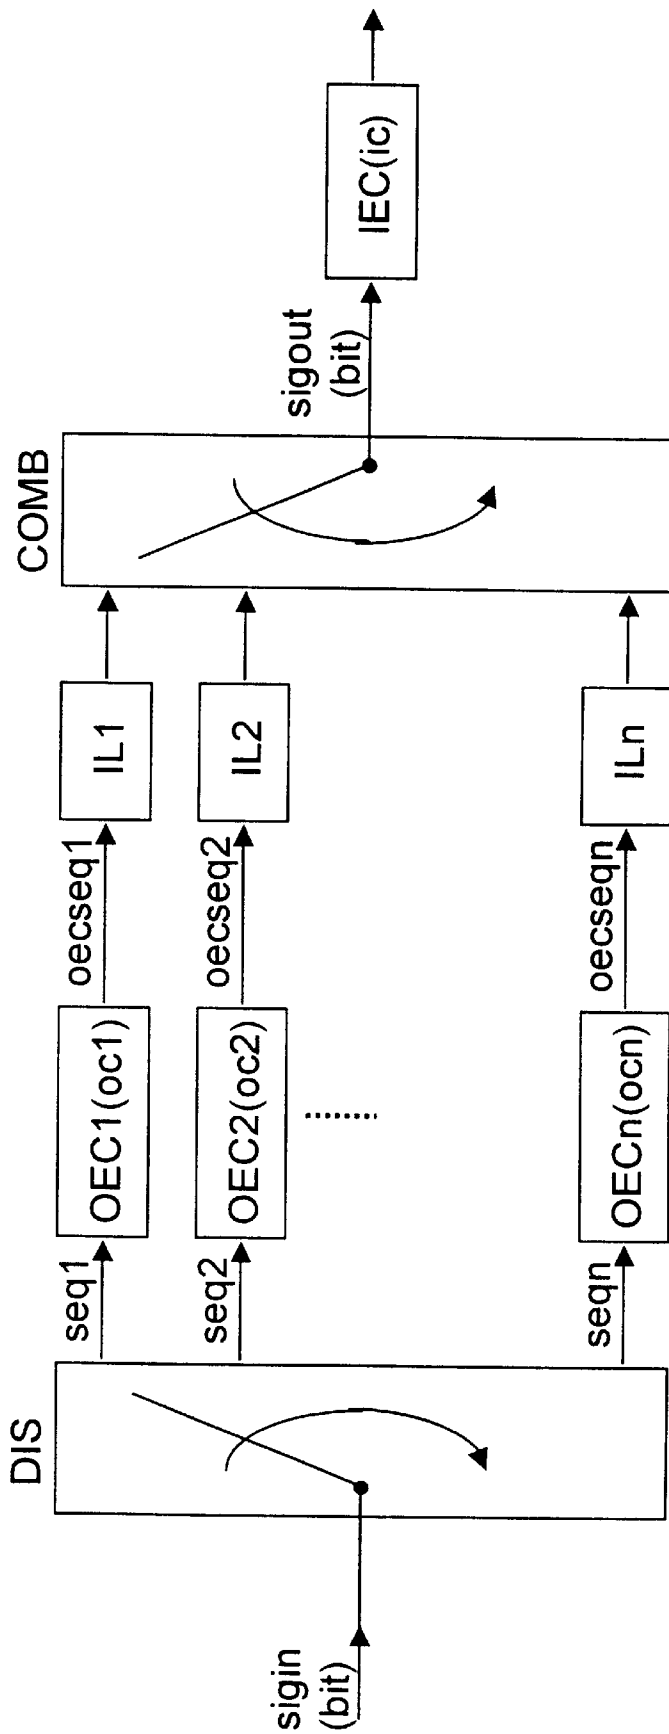 sigin
(bit)
DIS
seq1
seq2
seqn
OEC1(oc1)
OEC2(oc2)
OECn(ocn)
oecseq1
oecseq2
oecseqn
IL1
IL2
ILn
COMB
sigout
(bit)
IEC(ic)